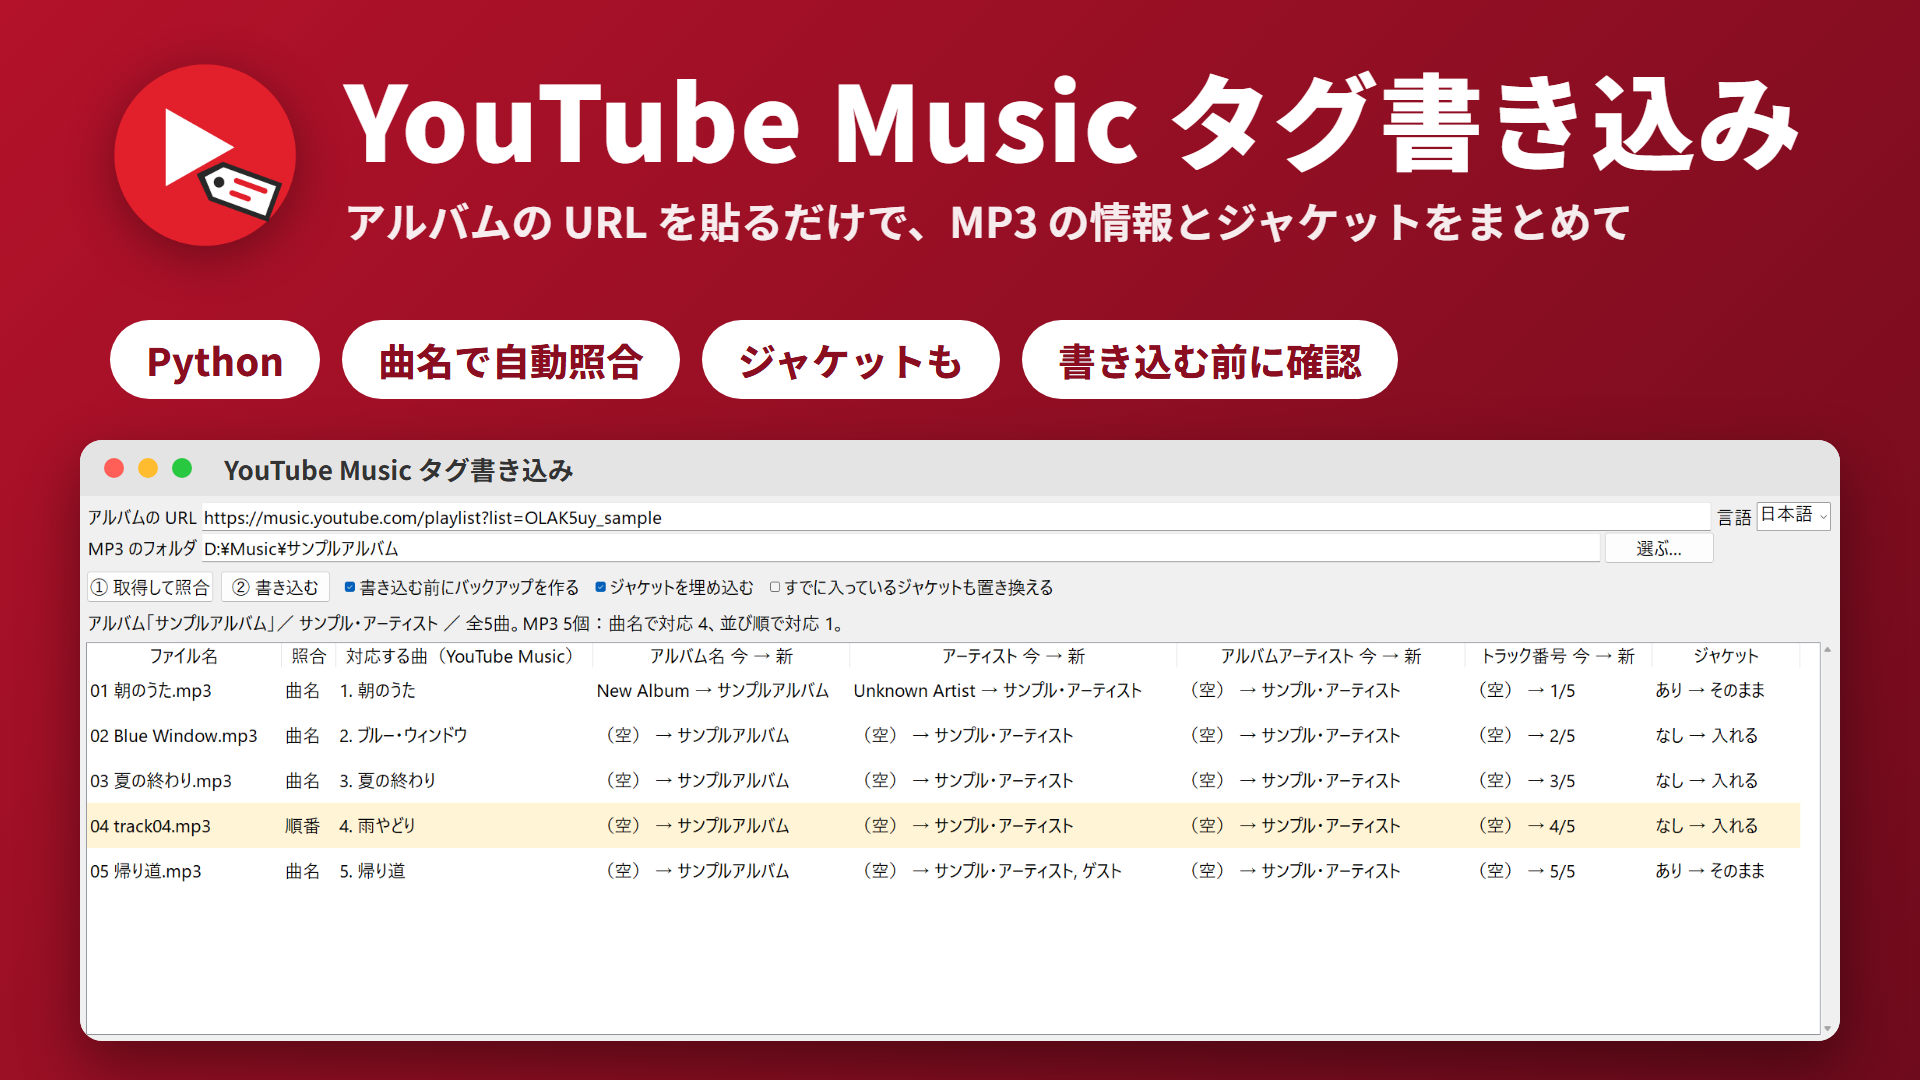 YouTube Music タグ書き込み
アルバムの URL を貼るだけで、MP3 の情報とジャケットをまとめて
Python 曲名で自動照合 ジャケットも 書き込む前に確認
YouTube Music タグ書き込み
アルバムの URL https://music.youtube.com/playlist?list=OLAK5uy_sample 言語 日本語
MP3 のフォルダ D:¥Music¥サンプルアルバム 選ぶ...
① 取得して照合 ② 書き込む 書き込む前にバックアップを作る ジャケットを埋め込む すでに入っているジャケットも置き換える
アルバム「サンプルアルバム」 ／ サンプル・アーティスト ／ 全5曲。MP3 5個：曲名で対応 4、並び順で対応 1。
ファイル名 照合 対応する曲（YouTube Music） アルバム名 今 → 新 アーティスト 今 → 新 アルバムアーティスト 今 → 新 トラック番号 今 → 新 ジャケット
01 朝のうた.mp3 曲名 1. 朝のうた New Album → サンプルアルバム Unknown Artist → サンプル・アーティスト （空） → サンプル・アーティスト （空） → 1/5 あり → そのまま
02 Blue Window.mp3 曲名 2. ブルー・ウィンドウ （空） → サンプルアルバム （空） → サンプル・アーティスト （空） → サンプル・アーティスト （空） → 2/5 なし → 入れる
03 夏の終わり.mp3 曲名 3. 夏の終わり （空） → サンプルアルバム （空） → サンプル・アーティスト （空） → サンプル・アーティスト （空） → 3/5 なし → 入れる
04 track04.mp3 順番 4. 雨やどり （空） → サンプルアルバム （空） → サンプル・アーティスト （空） → サンプル・アーティスト （空） → 4/5 なし → 入れる
05 帰り道.mp3 曲名 5. 帰り道 （空） → サンプルアルバム （空） → サンプル・アーティスト, ゲスト （空） → サンプル・アーティスト （空） → 5/5 あり → そのまま